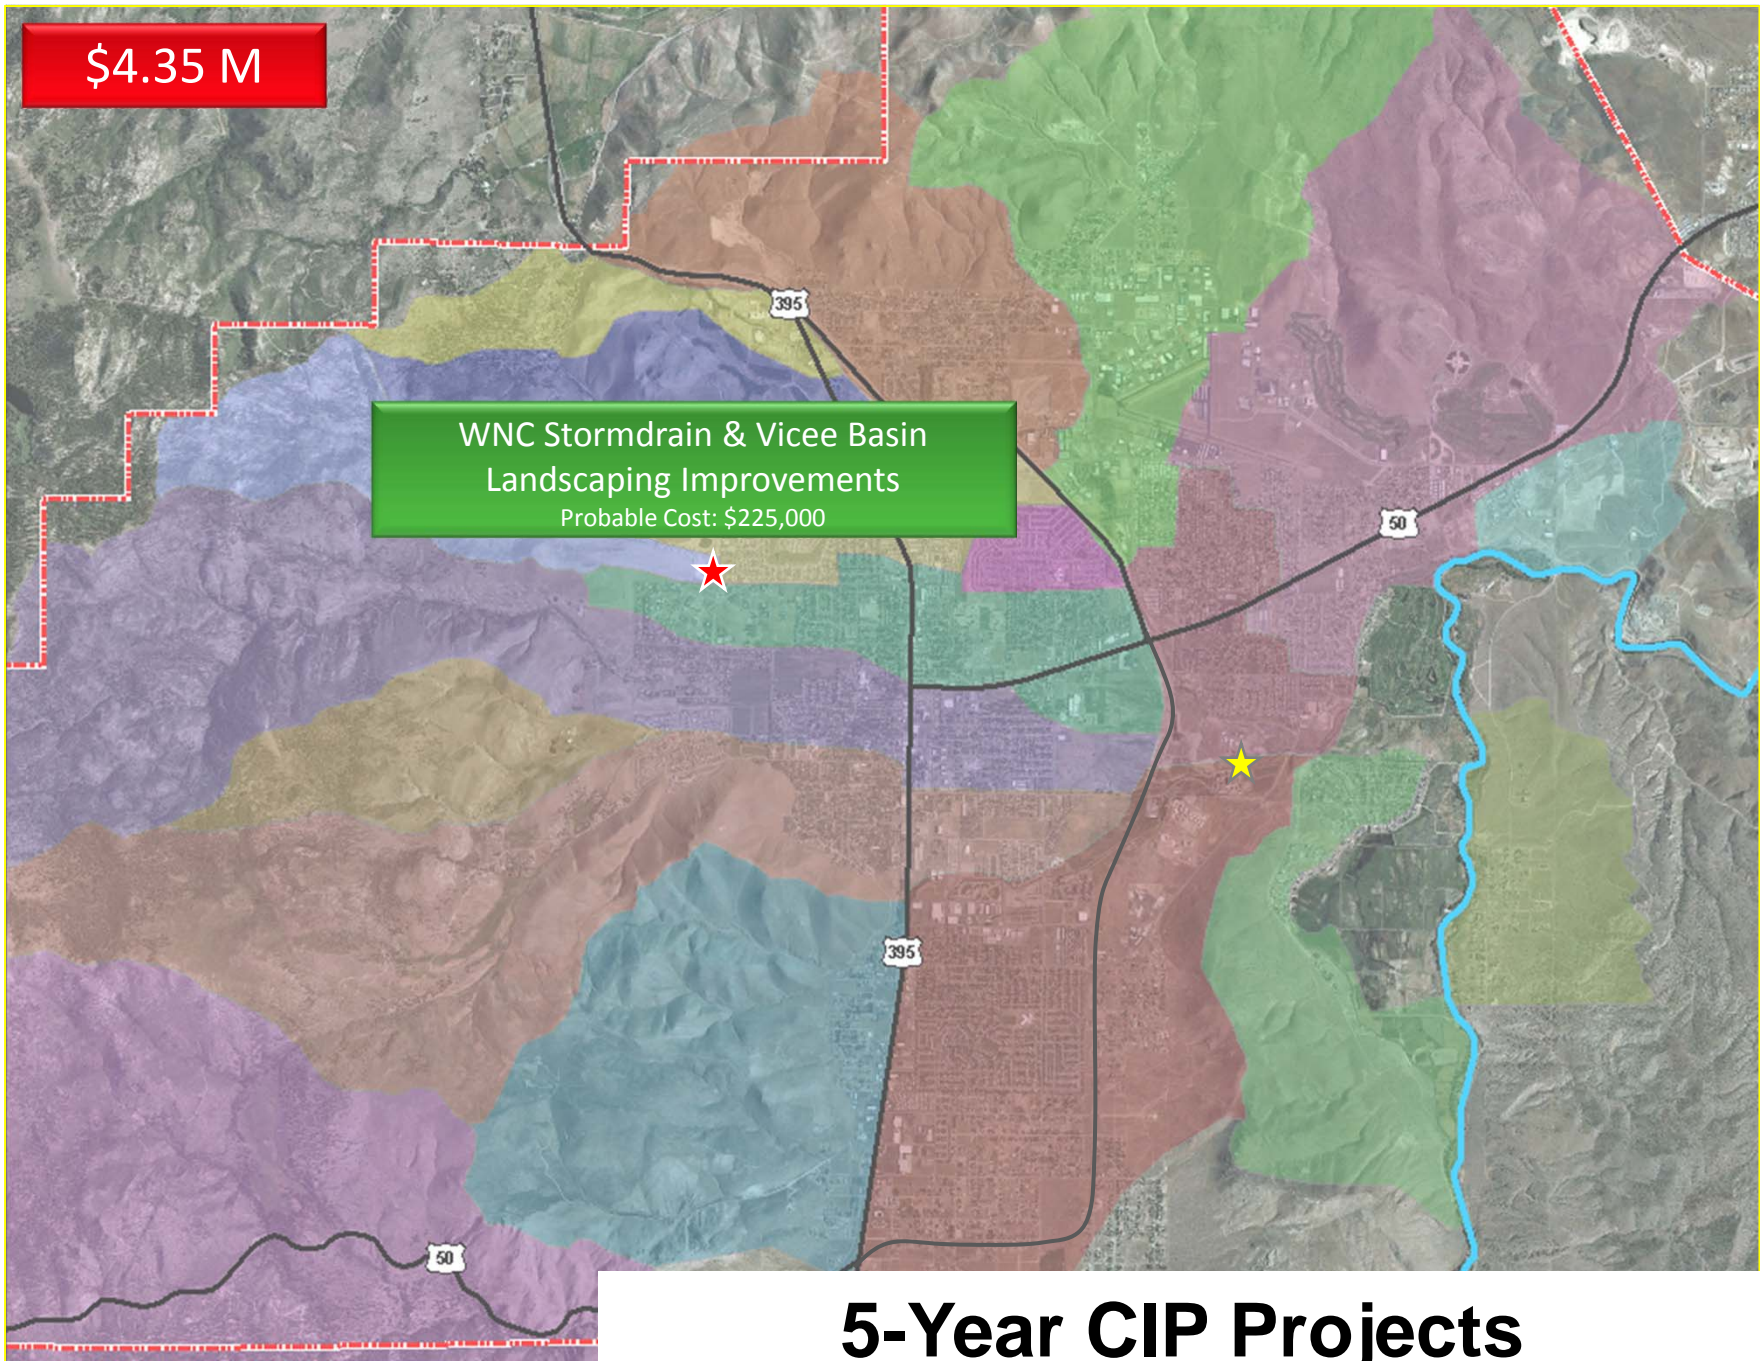 $4.35 M
395
WNC Stormdrain & Vicee Basin
Landscaping Improvements
Probable Cost: $225,000
50
395
50
5-Year CIP Projects